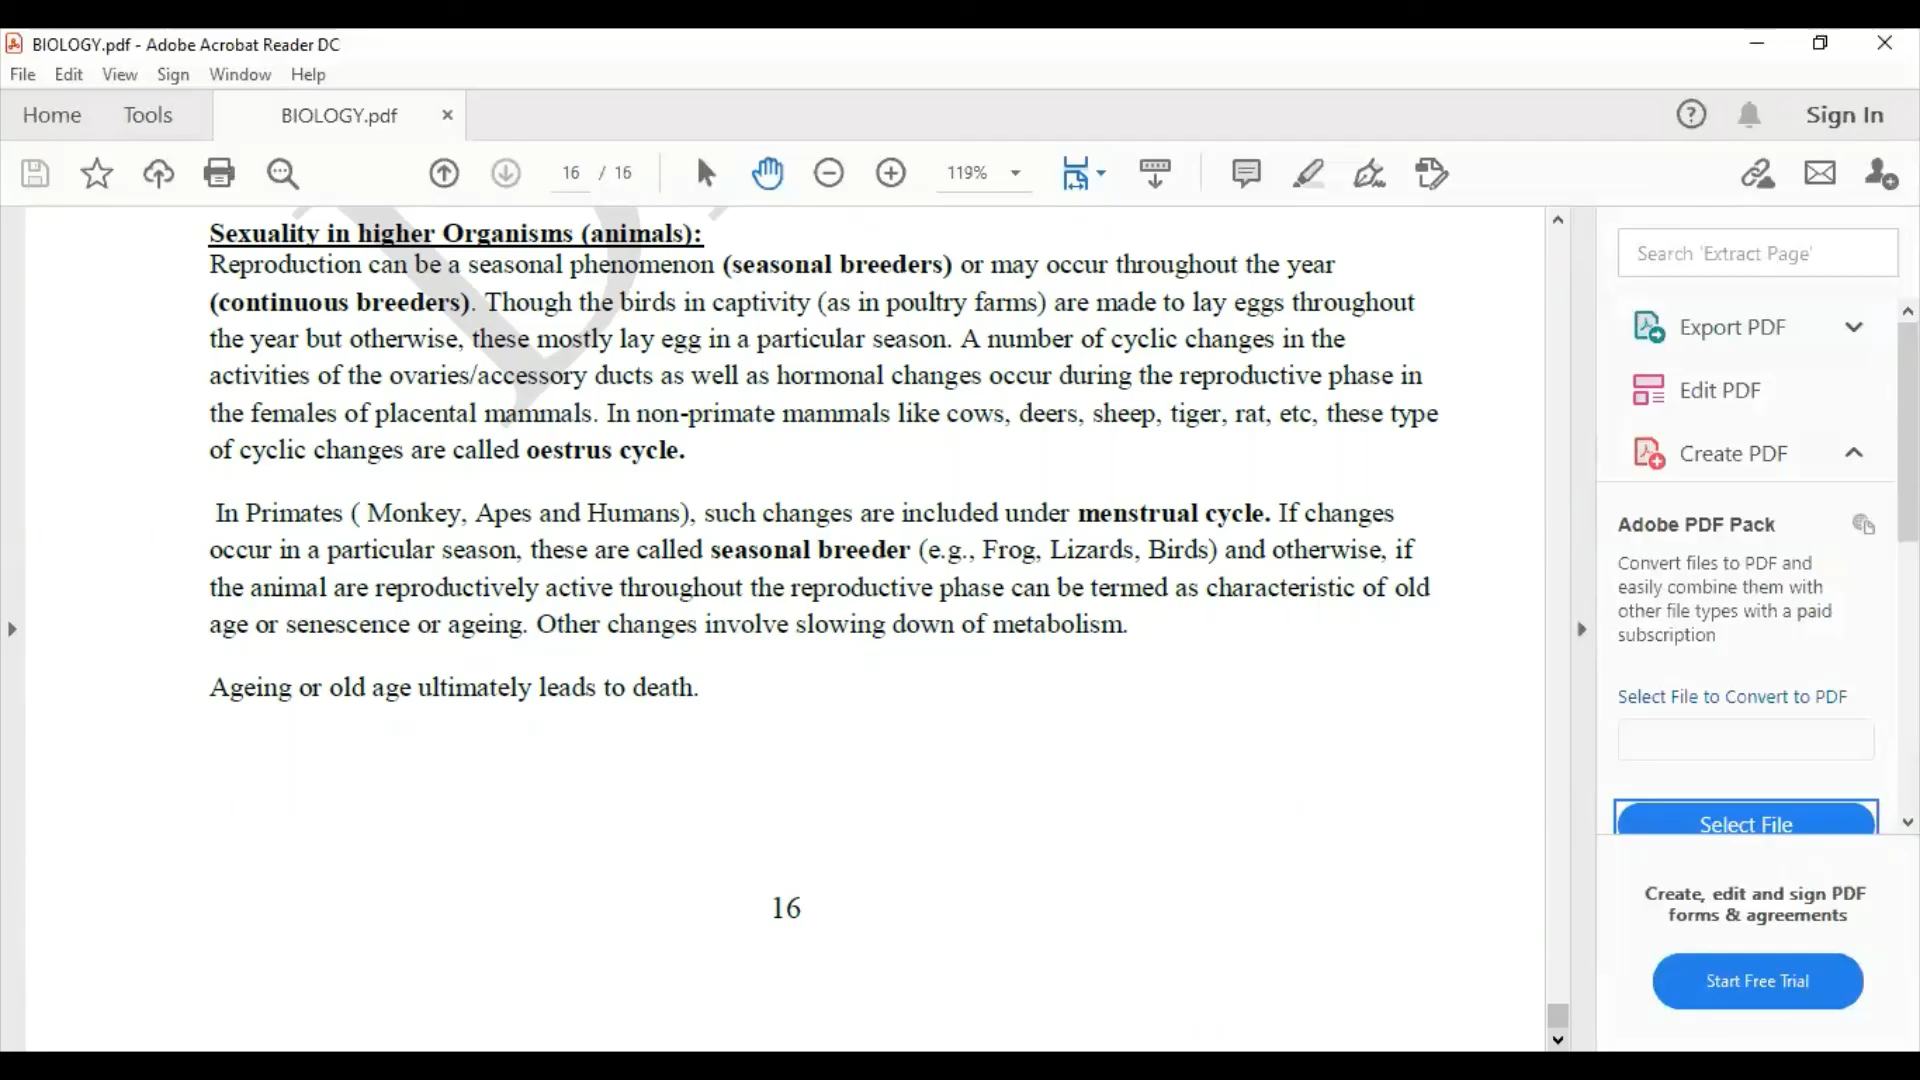 BIOLOGY.pdf - Adobe Acrobat Reader DC
File Edit View Sign Window Help
Home Tools BIOLOGY.pdf × ? Sign In
16 / 16 119%
Sexuality in higher Organisms (animals):
Reproduction can be a seasonal phenomenon (seasonal breeders) or may occur throughout the year
(continuous breeders). Though the birds in captivity (as in poultry farms) are made to lay eggs throughout
the year but otherwise, these mostly lay egg in a particular season. A number of cyclic changes in the
activities of the ovaries/accessory ducts as well as hormonal changes occur during the reproductive phase in
the females of placental mammals. In non-primate mammals like cows, deers, sheep, tiger, rat, etc, these type
of cyclic changes are called oestrus cycle.
In Primates ( Monkey, Apes and Humans), such changes are included under menstrual cycle. If changes
occur in a particular season, these are called seasonal breeder (e.g., Frog, Lizards, Birds) and otherwise, if
the animal are reproductively active throughout the reproductive phase can be termed as characteristic of old
age or senescence or ageing. Other changes involve slowing down of metabolism.
Ageing or old age ultimately leads to death.
16
Search 'Extract Page'
Export PDF
Edit PDF
Create PDF
Adobe PDF Pack
Convert files to PDF and
easily combine them with
other file types with a paid
subscription
Select File to Convert to PDF
Select File
Create, edit and sign PDF
forms & agreements
Start Free Trial